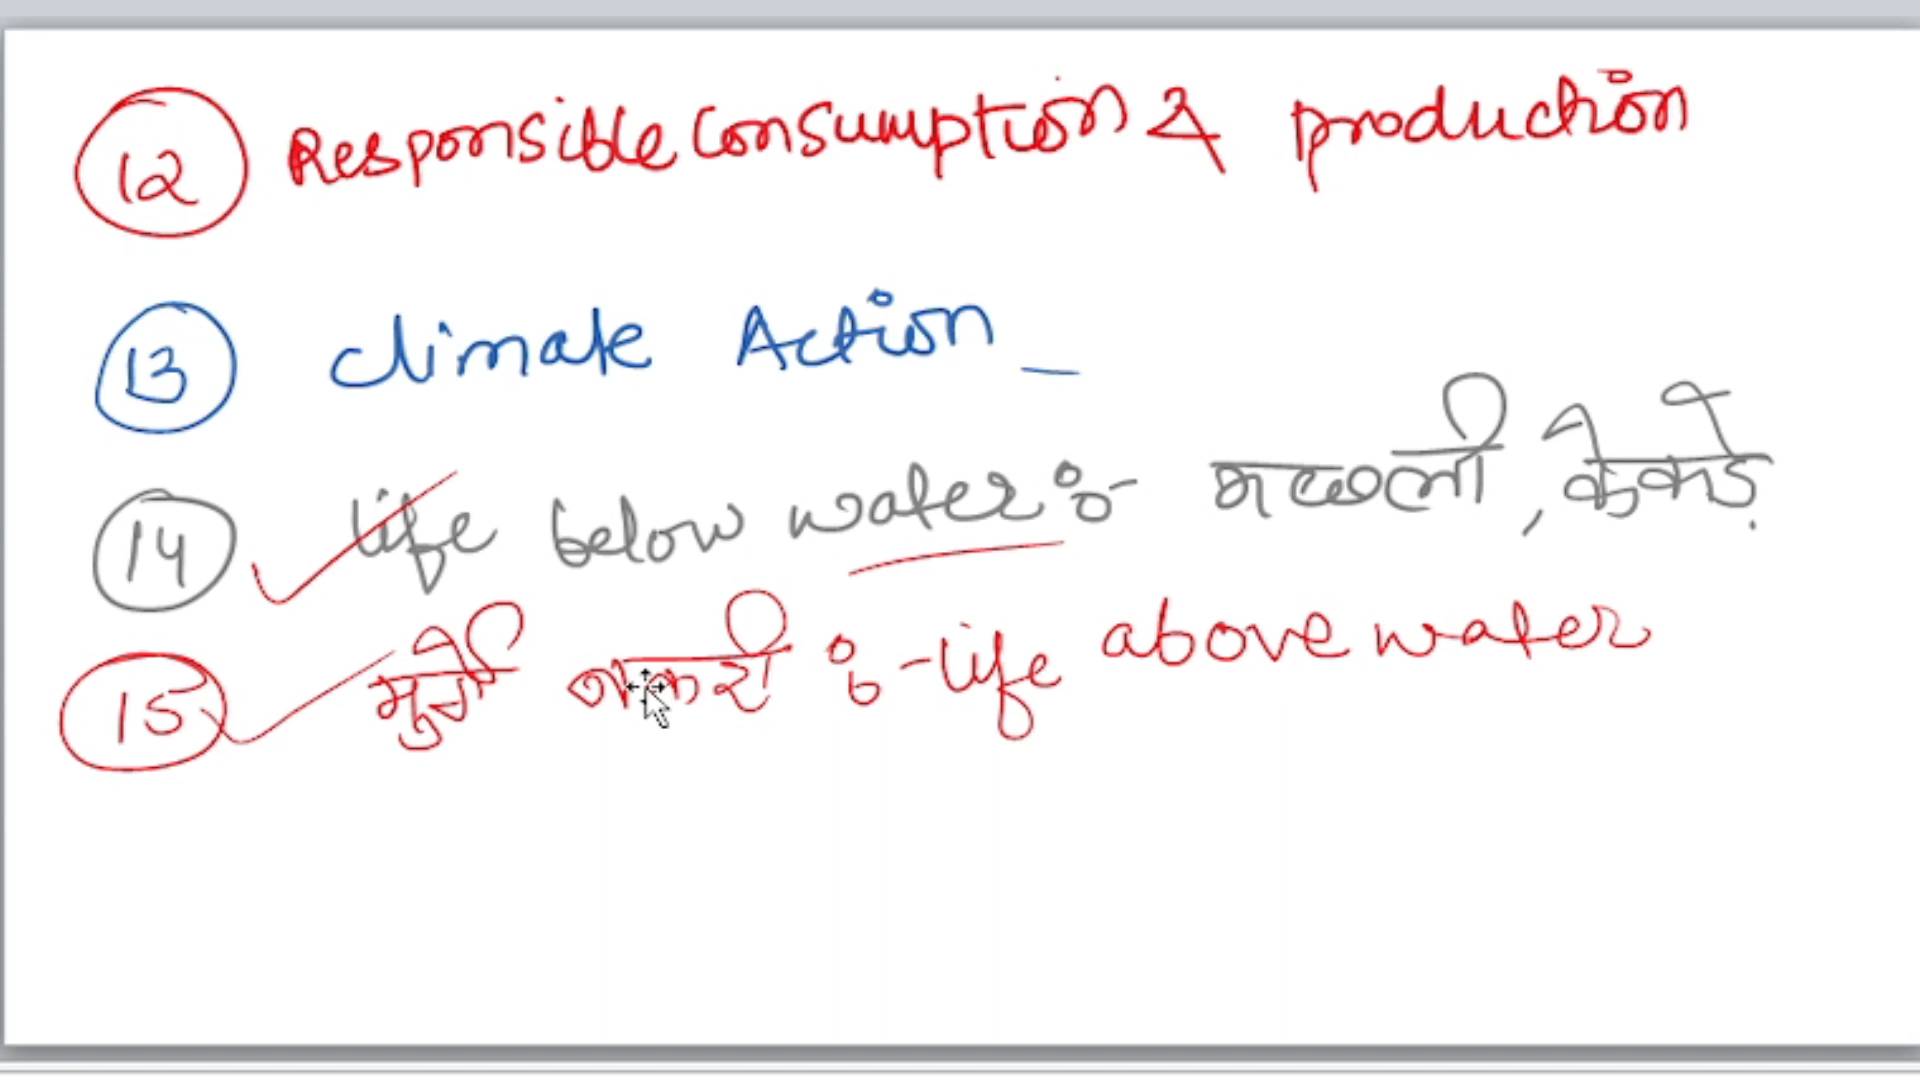 12 Responsible Consumption & production
13 Climate Action -
14 life below water :- मछली , केकड़े
15 मुर्गी बकरी :- life above water